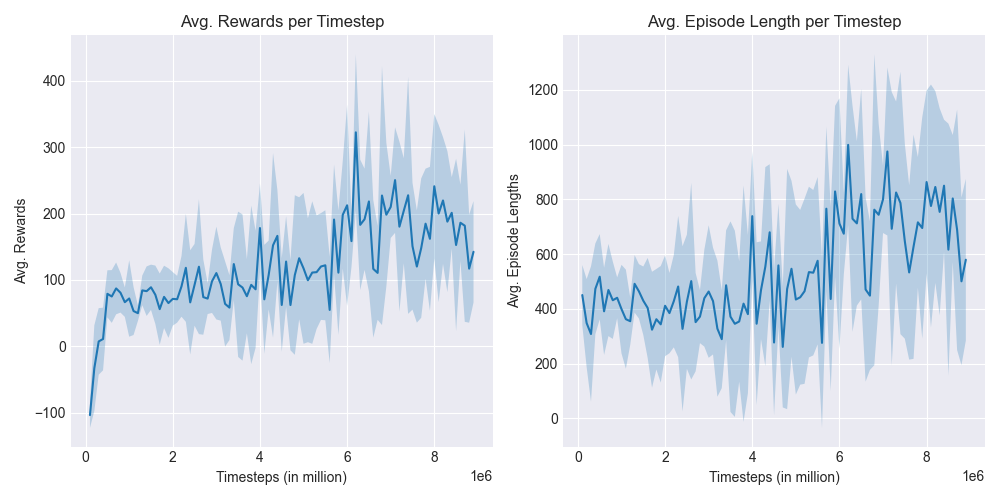 Avg. Rewards per Timestep
Avg. Rewards
400
300
200
100
0
−100
0 2 4 6 8
1e6
Timesteps (in million)
Avg. Episode Length per Timestep
Avg. Episode Lengths
1200
1000
800
600
400
200
0
0 2 4 6 8
1e6
Timesteps (in million)